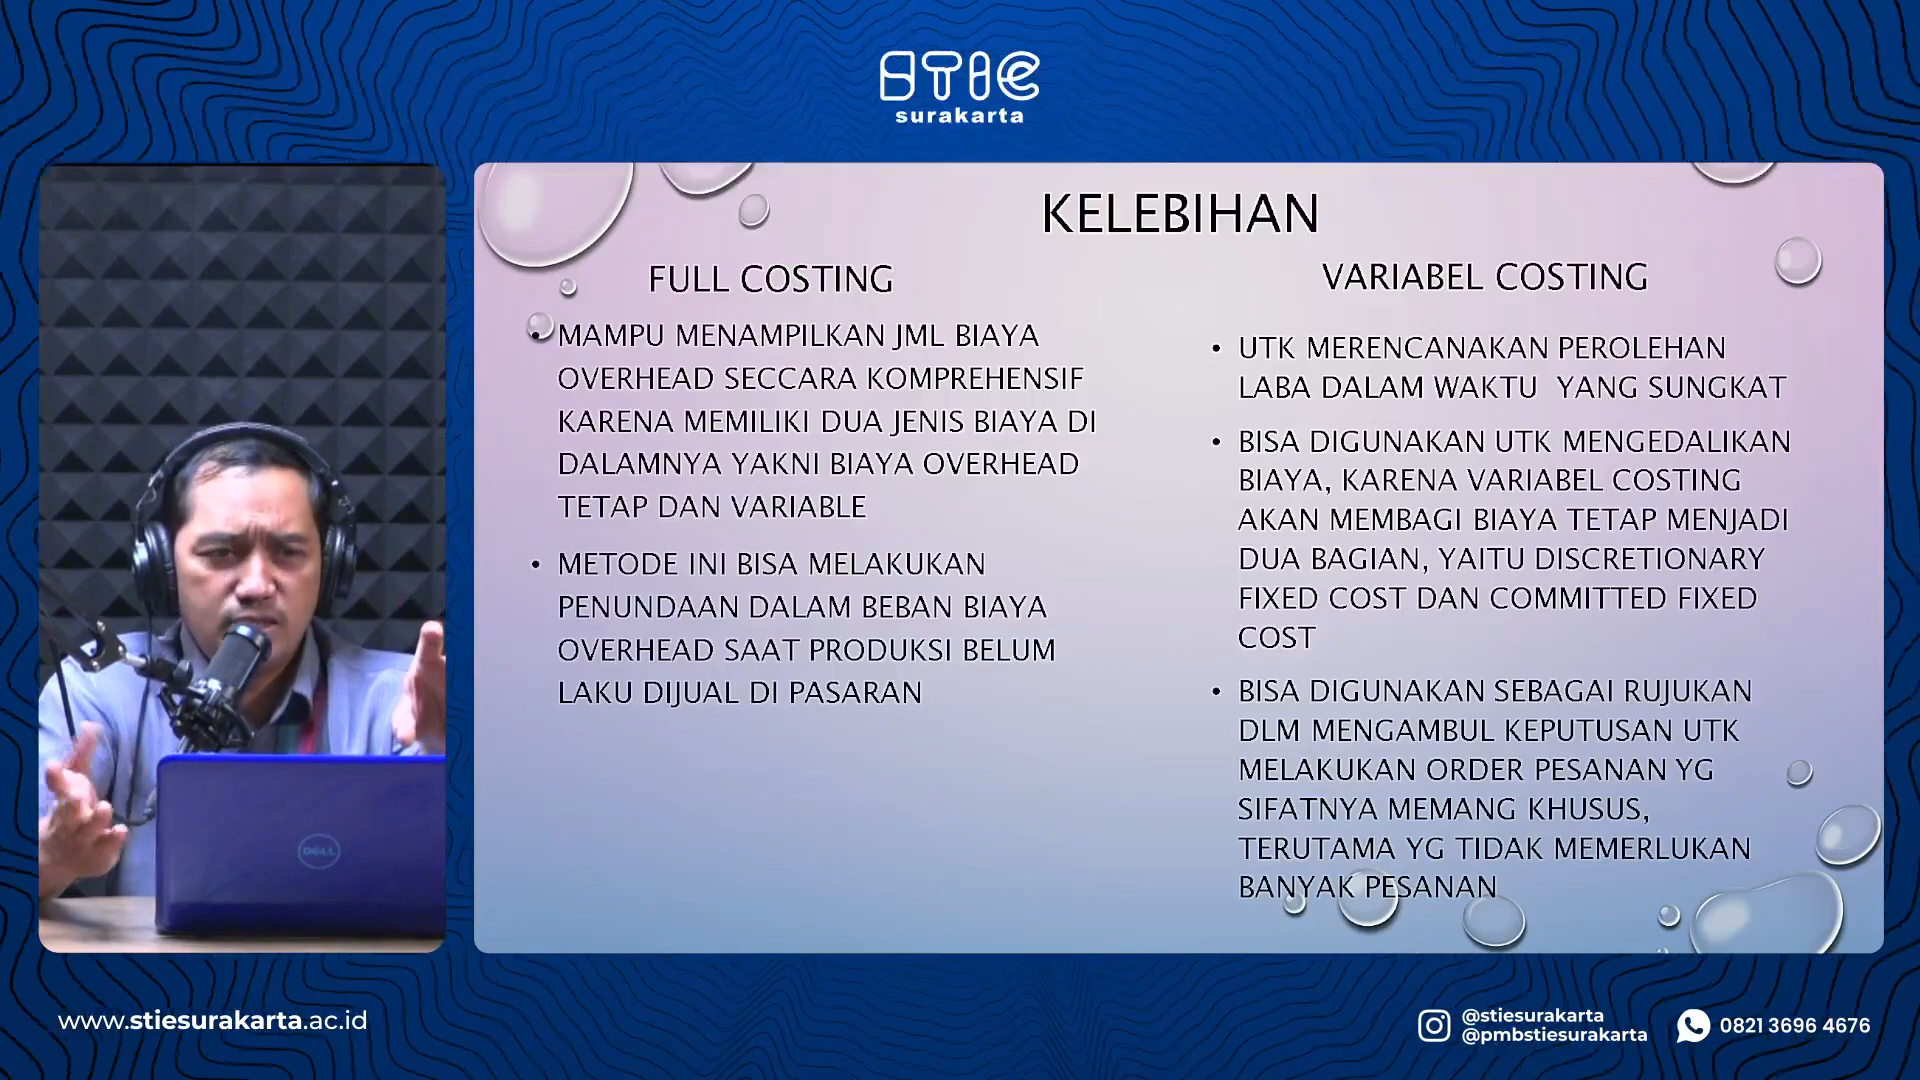 STIE
surakarta
KELEBIHAN
FULL COSTING
• MAMPU MENAMPILKAN JML BIAYA
OVERHEAD SECCARA KOMPREHENSIF
KARENA MEMILIKI DUA JENIS BIAYA DI
DALAMNYA YAKNI BIAYA OVERHEAD
TETAP DAN VARIABLE
• METODE INI BISA MELAKUKAN
PENUNDAAN DALAM BEBAN BIAYA
OVERHEAD SAAT PRODUKSI BELUM
LAKU DIJUAL DI PASARAN
VARIABEL COSTING
• UTK MERENCANAKAN PEROLEHAN
LABA DALAM WAKTU YANG SUNGKAT
• BISA DIGUNAKAN UTK MENGEDALIKAN
BIAYA, KARENA VARIABEL COSTING
AKAN MEMBAGI BIAYA TETAP MENJADI
DUA BAGIAN, YAITU DISCRETIONARY
FIXED COST DAN COMMITTED FIXED
COST
• BISA DIGUNAKAN SEBAGAI RUJUKAN
DLM MENGAMBUL KEPUTUSAN UTK
MELAKUKAN ORDER PESANAN YG
SIFATNYA MEMANG KHUSUS,
TERUTAMA YG TIDAK MEMERLUKAN
BANYAK PESANAN
DELL
www.stiesurakarta.ac.id
@stiesurakarta
@pmbstiesurakarta
0821 3696 4676